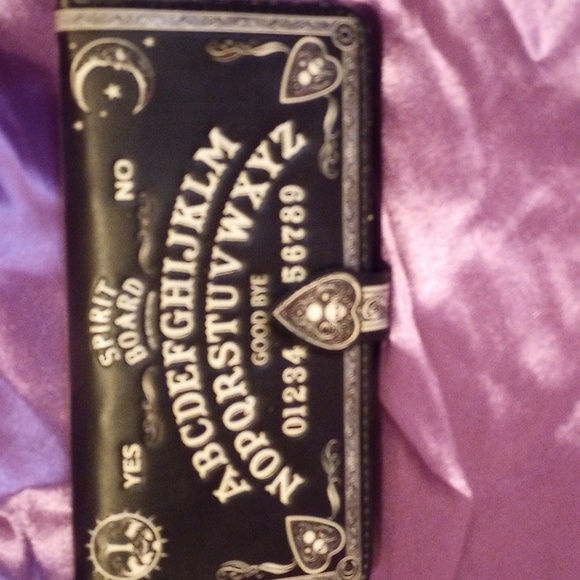 YES
SPIRIT
BOARD
NO
ABCDEFGHIJKLM
NOPQRSTUVWXYZ
GOOD BYE
01234 56789